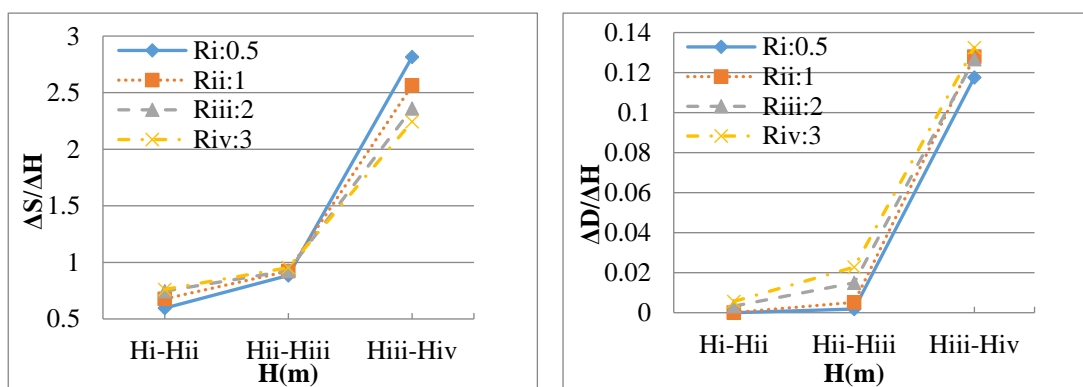 3
2.5
2
1.5
1
0.5
ΔS/ΔH
Ri:0.5
Rii:1
Riii:2
Riv:3
Hi-Hii
Hii-Hiii
Hiii-Hiv
H(m)
0.14
0.12
0.1
0.08
0.06
0.04
0.02
0
ΔD/ΔH
Ri:0.5
Rii:1
Riii:2
Riv:3
Hi-Hii
Hii-Hiii
Hiii-Hiv
H(m)